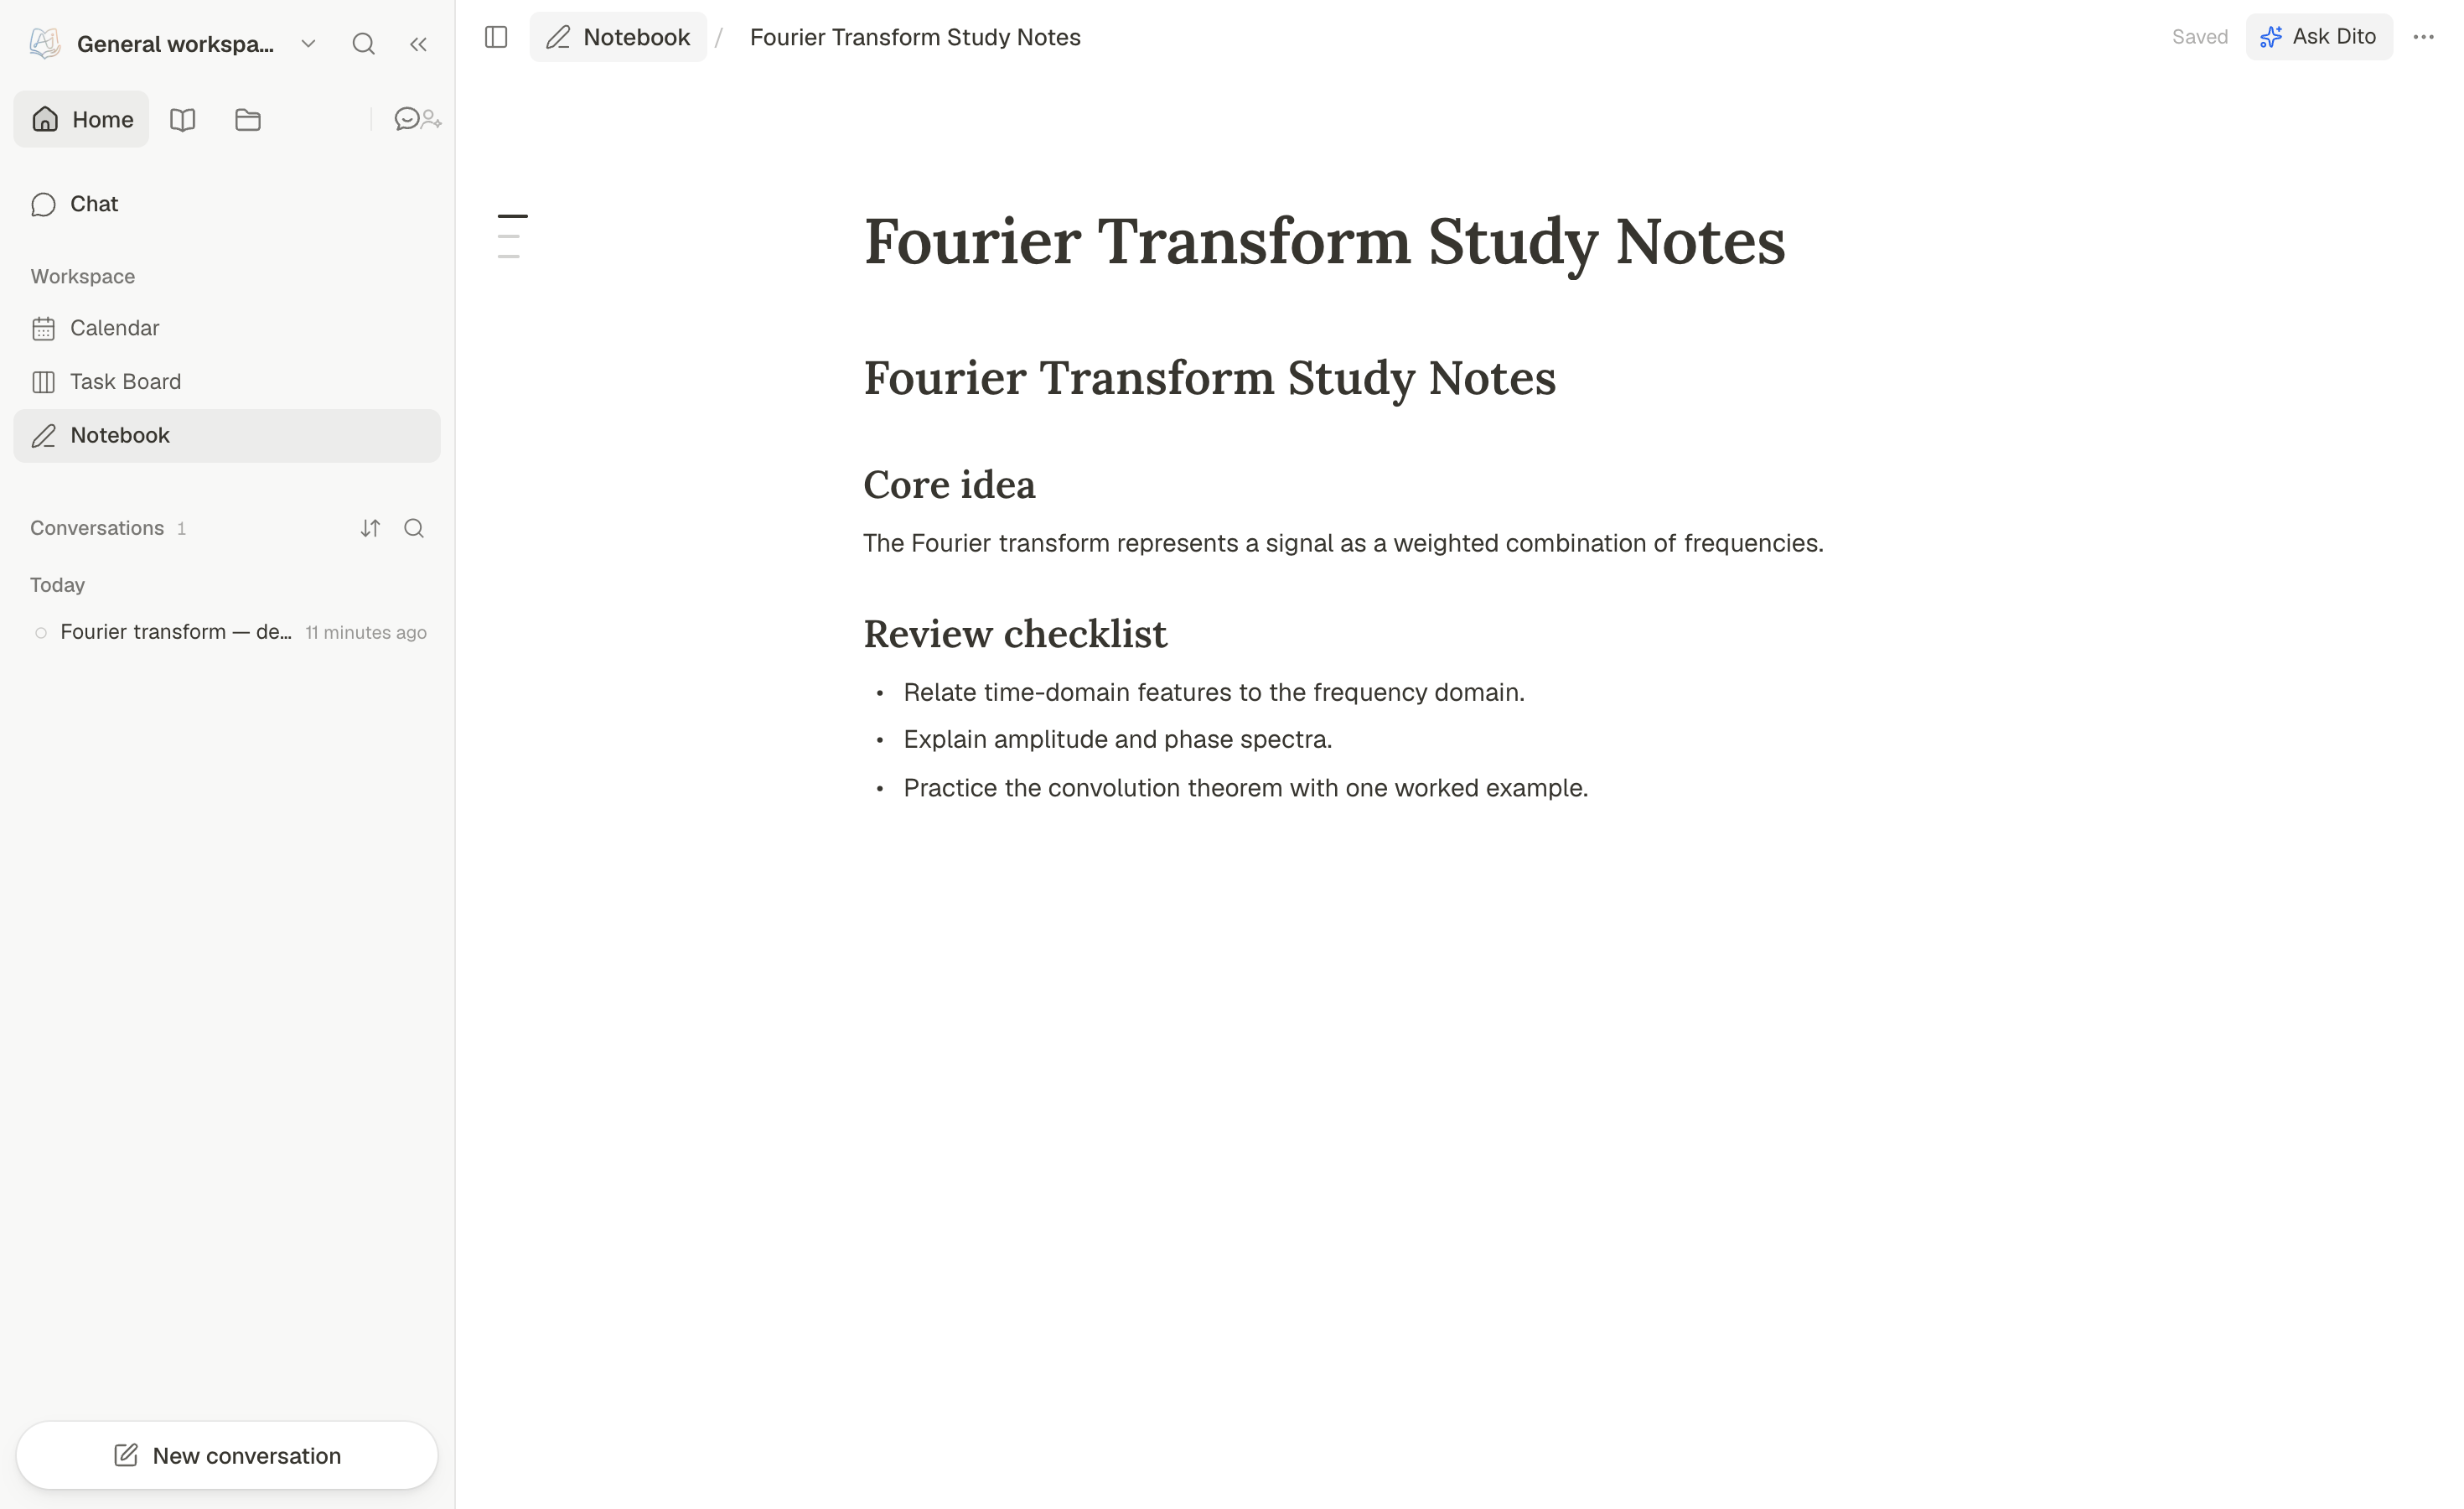 General workspa...
Home
Chat
Workspace
Calendar
Task Board
Notebook
Conversations 1
Today
Fourier transform — de... 11 minutes ago
New conversation
Notebook / Fourier Transform Study Notes
Saved
Ask Dito
Fourier Transform Study Notes
Fourier Transform Study Notes
Core idea
The Fourier transform represents a signal as a weighted combination of frequencies.
Review checklist
• Relate time-domain features to the frequency domain.
• Explain amplitude and phase spectra.
• Practice the convolution theorem with one worked example.